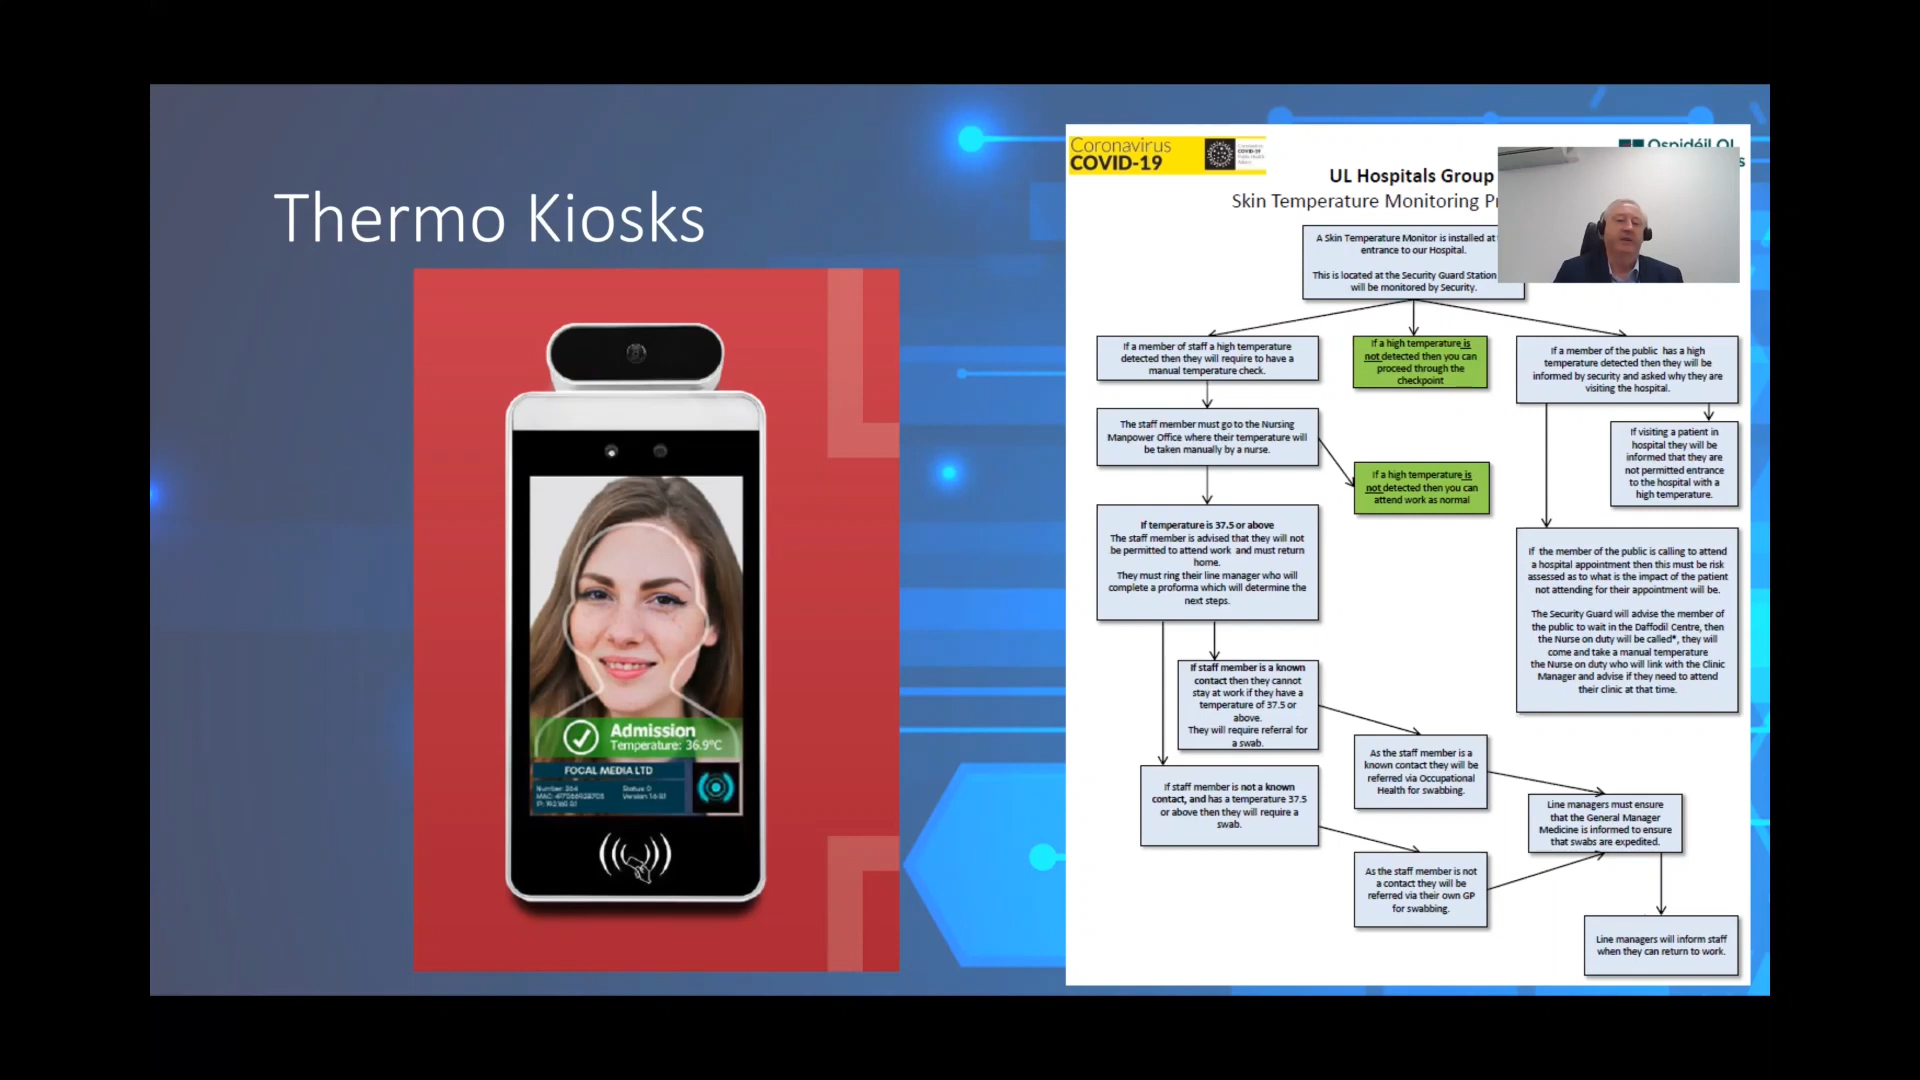 Thermo Kiosks
Admission
Temperature: 36.9°C
FOCAL MEDIA LTD
Status: 0
Coronavirus
COVID-19
Ospidéil OL
UL Hospitals Group
Skin Temperature Monitoring
A Skin Temperature Monitor is installed at
entrance to our Hospital.
This is located at the Security Guard Station
will be monitored by Security.
If a member of staff a high temperature
detected then they will require to have a
manual temperature check.
If a high temperature is
not detected then you can
proceed through the
checkpoint
If a member of the public has a high
temperature detected then they will be
informed by security and asked why they are
visiting the hospital.
The staff member must go to the Nursing
Manpower Office where their temperature will
be taken manually by a nurse.
If visiting a patient in
hospital they will be
informed that they are
not permitted entrance
to the hospital with a
high temperature.
If a high temperature is
not detected then you can
attend work as normal
If temperature is 37.5 or above
The staff member is advised that they will not
be permitted to attend work and must return
home.
They must ring their line manager who will
complete a proforma which will determine the
next steps.
If the member of the public is calling to attend
a hospital appointment then this must be risk
assessed as to what is the impact of the patient
not attending for their appointment will be.
The Security Guard will advise the member of
the public to wait in the Daffodil Centre, then
the Nurse on duty will be called*, they will
come and take a manual temperature
the Nurse on duty who will link with the Clinic
Manager and advise if they need to attend
their clinic at that time.
If staff member is a known
contact then they cannot
stay at work if they have a
temperature of 37.5 or
above.
They will require referral for
a swab.
As the staff member is a
known contact they will be
referred via Occupational
Health for swabbing.
If staff member is not a known
contact, and has a temperature 37.5
or above then they will require a
swab.
Line managers must ensure
that the General Manager
Medicine is informed to ensure
that swabs are expedited.
As the staff member is not
a contact they will be
referred via their own GP
for swabbing.
Line managers will inform staff
when they can return to work.